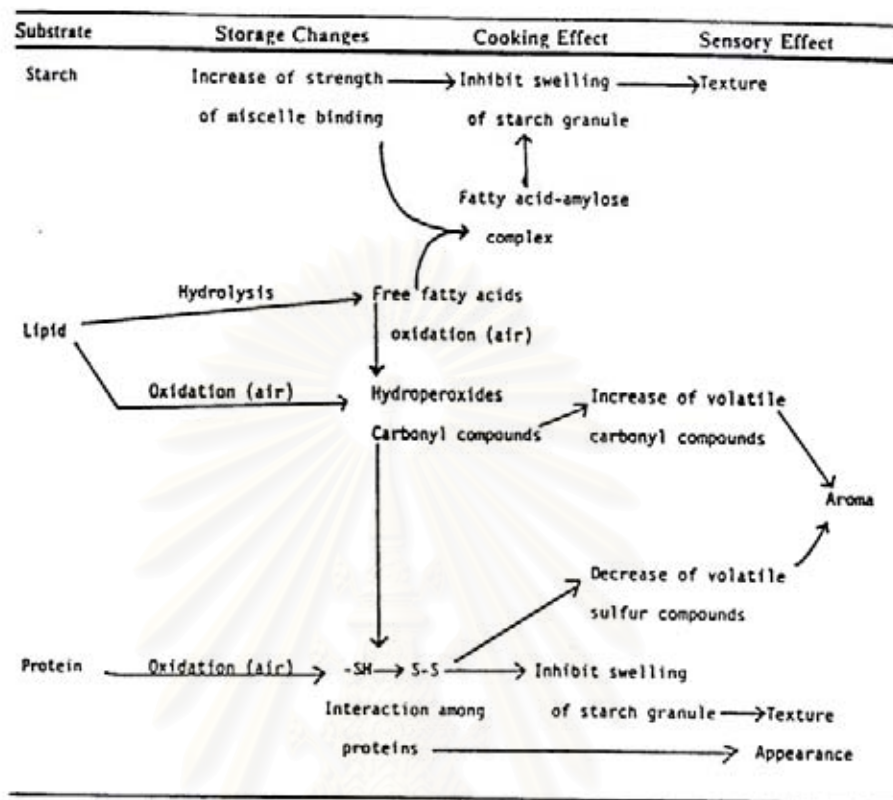 Substrate Storage Changes Cooking Effect Sensory Effect
Starch Increase of strength Inhibit swelling Texture
of miscelle binding of starch granule
Fatty acid-amylose
complex
Hydrolysis Free fatty acids
Lipid oxidation (air)
Oxidation (air) Hydroperoxides Increase of volatile
Carbonyl compounds carbonyl compounds
Aroma
Decrease of volatile
sulfur compounds
Protein Oxidation (air) -SH S-S Inhibit swelling
Interaction among of starch granule Texture
proteins Appearance